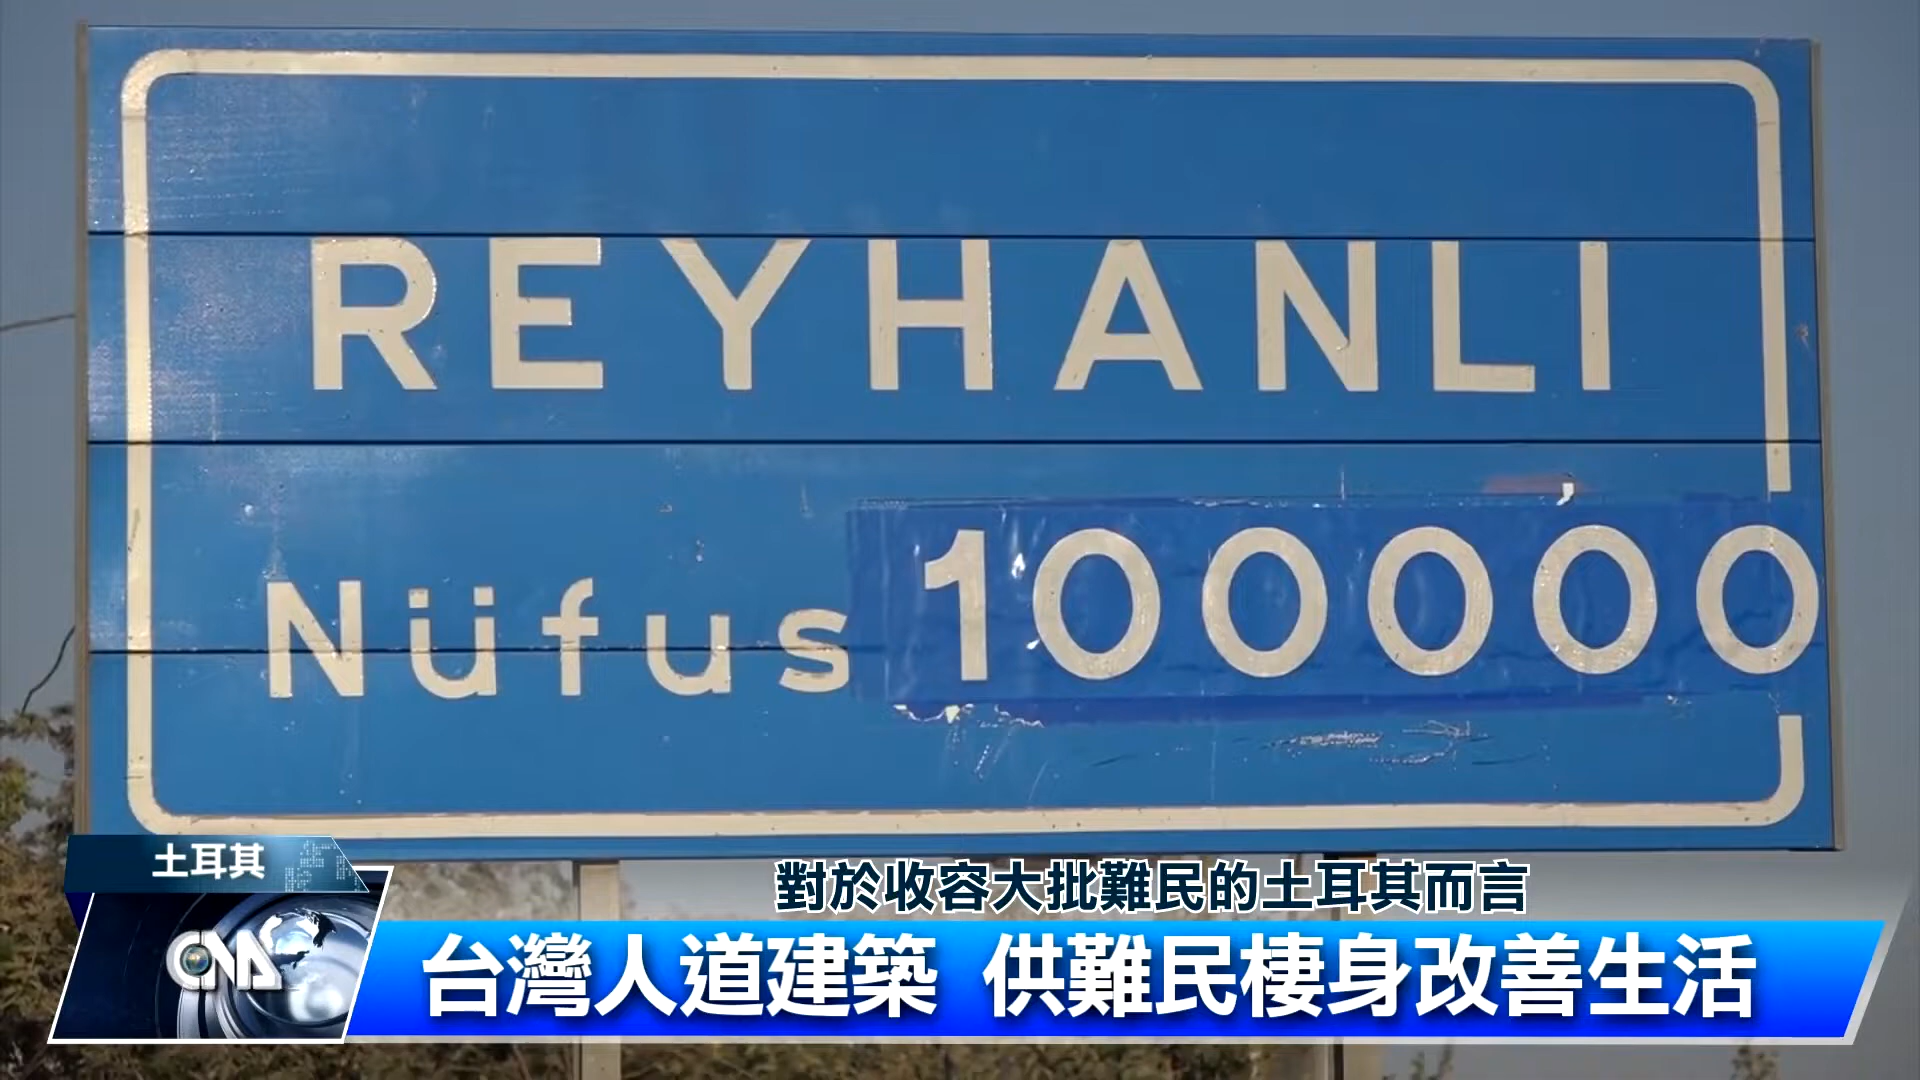 REYHANLI
Nüfus 100000
土耳其
對於收容大批難民的土耳其而言
CNA
台灣人道建築 供難民棲身改善生活